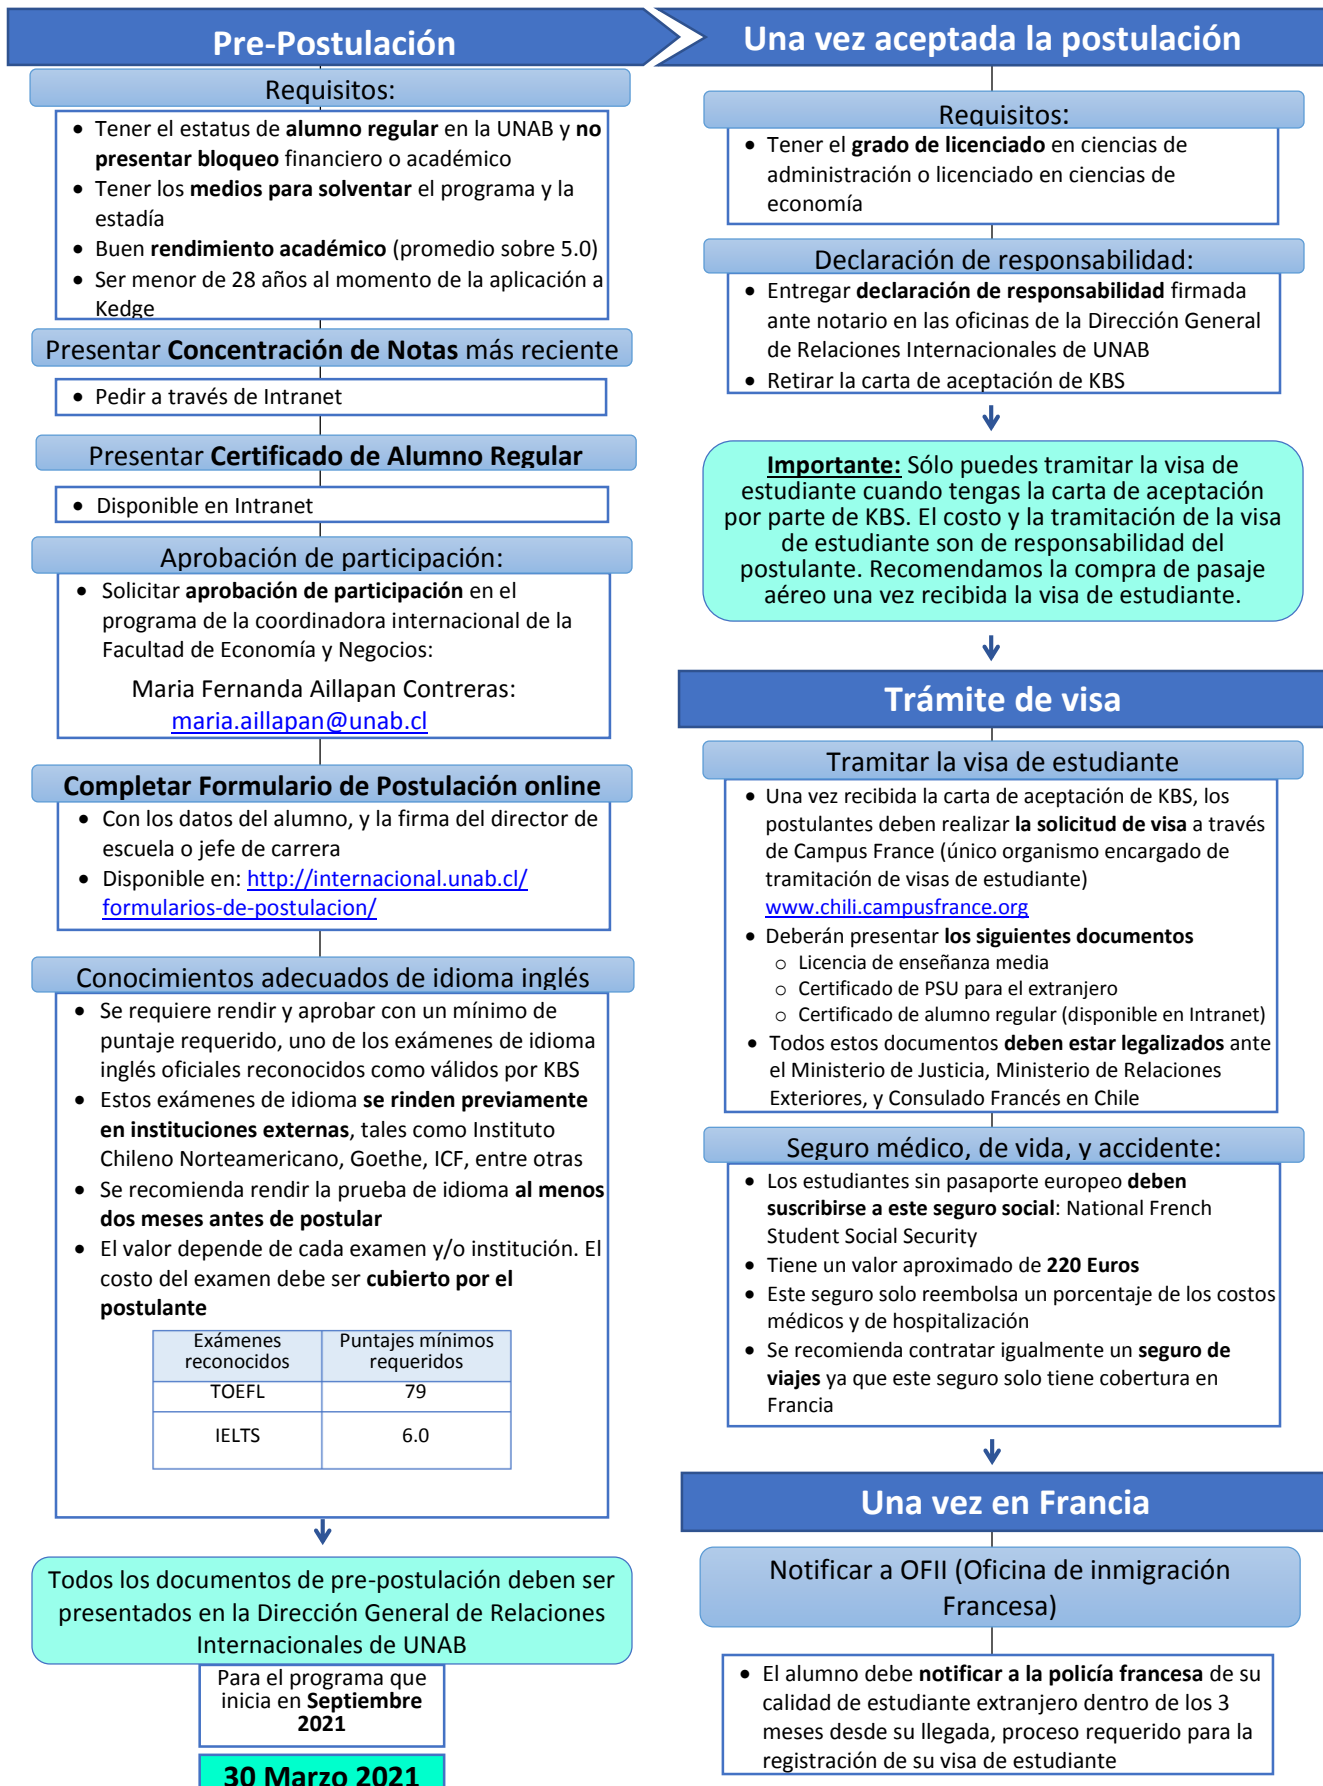 Pre-Postulación
Requisitos:
• Tener el estatus de alumno regular en la UNAB y no
presentar bloqueo financiero o académico
• Tener los medios para solventar el programa y la
estadía
• Buen rendimiento académico (promedio sobre 5.0)
• Ser menor de 28 años al momento de la aplicación a
Kedge
Presentar Concentración de Notas más reciente
• Pedir a través de Intranet
Presentar Certificado de Alumno Regular
• Disponible en Intranet
Aprobación de participación:
• Solicitar aprobación de participación en el
programa de la coordinadora internacional de la
Facultad de Economía y Negocios:
Maria Fernanda Aillapan Contreras:
maria.aillapan@unab.cl
Completar Formulario de Postulación online
• Con los datos del alumno, y la firma del director de
escuela o jefe de carrera
• Disponible en: http://internacional.unab.cl/
formularios-de-postulacion/
Conocimientos adecuados de idioma inglés
• Se requiere rendir y aprobar con un mínimo de
puntaje requerido, uno de los exámenes de idioma
inglés oficiales reconocidos como válidos por KBS
• Estos exámenes de idioma se rinden previamente
en instituciones externas, tales como Instituto
Chileno Norteamericano, Goethe, ICF, entre otras
• Se recomienda rendir la prueba de idioma al menos
dos meses antes de postular
• El valor depende de cada examen y/o institución. El
costo del examen debe ser cubierto por el
postulante
Exámenes reconocidos
Puntajes mínimos requeridos
TOEFL 79
IELTS 6.0
Todos los documentos de pre-postulación deben ser
presentados en la Dirección General de Relaciones
Internacionales de UNAB
Para el programa que
inicia en Septiembre
2021
30 Marzo 2021
Una vez aceptada la postulación
Requisitos:
• Tener el grado de licenciado en ciencias de
administración o licenciado en ciencias de
economía
Declaración de responsabilidad:
• Entregar declaración de responsabilidad firmada
ante notario en las oficinas de la Dirección General
de Relaciones Internacionales de UNAB
• Retirar la carta de aceptación de KBS
Importante: Sólo puedes tramitar la visa de
estudiante cuando tengas la carta de aceptación
por parte de KBS. El costo y la tramitación de la visa
de estudiante son de responsabilidad del
postulante. Recomendamos la compra de pasaje
aéreo una vez recibida la visa de estudiante.
Trámite de visa
Tramitar la visa de estudiante
• Una vez recibida la carta de aceptación de KBS, los
postulantes deben realizar la solicitud de visa a través
de Campus France (único organismo encargado de
tramitación de visas de estudiante)
www.chili.campusfrance.org
• Deberán presentar los siguientes documentos
○ Licencia de enseñanza media
○ Certificado de PSU para el extranjero
○ Certificado de alumno regular (disponible en Intranet)
• Todos estos documentos deben estar legalizados ante
el Ministerio de Justicia, Ministerio de Relaciones
Exteriores, y Consulado Francés en Chile
Seguro médico, de vida, y accidente:
• Los estudiantes sin pasaporte europeo deben
suscribirse a este seguro social: National French
Student Social Security
• Tiene un valor aproximado de 220 Euros
• Este seguro solo reembolsa un porcentaje de los costos
médicos y de hospitalización
• Se recomienda contratar igualmente un seguro de
viajes ya que este seguro solo tiene cobertura en
Francia
Una vez en Francia
Notificar a OFII (Oficina de inmigración
Francesa)
• El alumno debe notificar a la policía francesa de su
calidad de estudiante extranjero dentro de los 3
meses desde su llegada, proceso requerido para la
registración de su visa de estudiante